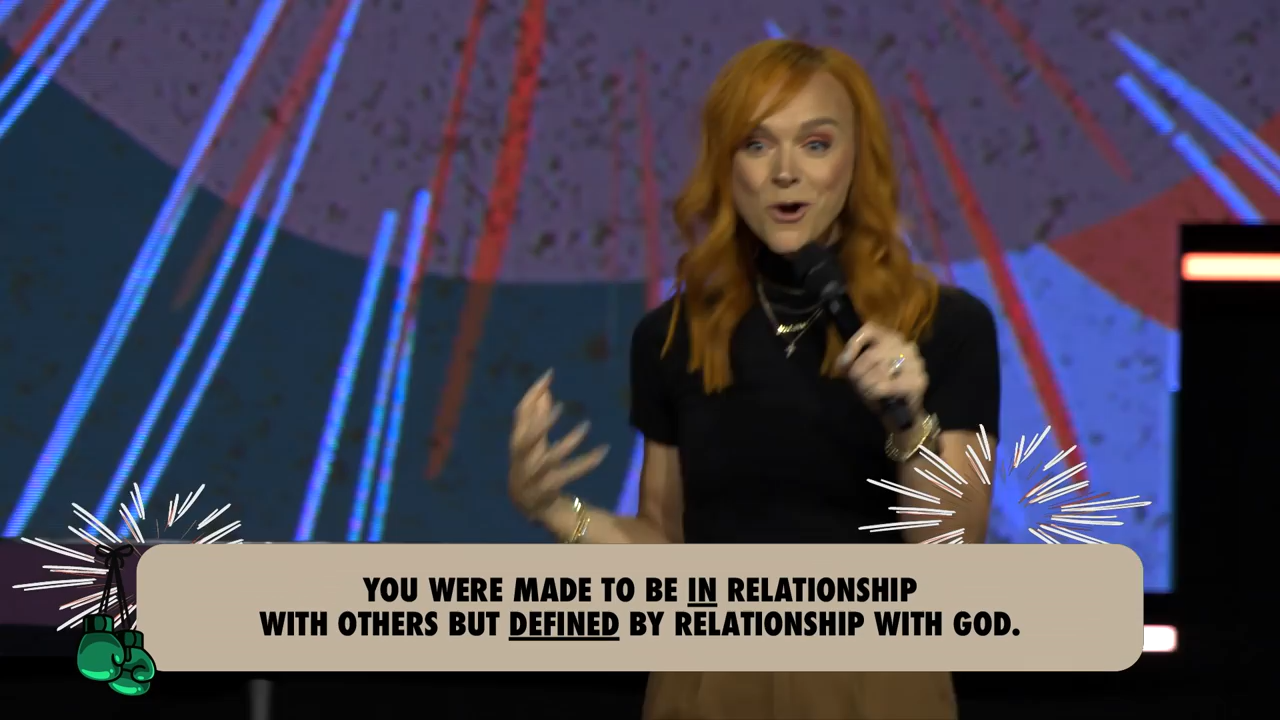 YOU WERE MADE TO BE IN RELATIONSHIP
WITH OTHERS BUT DEFINED BY RELATIONSHIP WITH GOD.